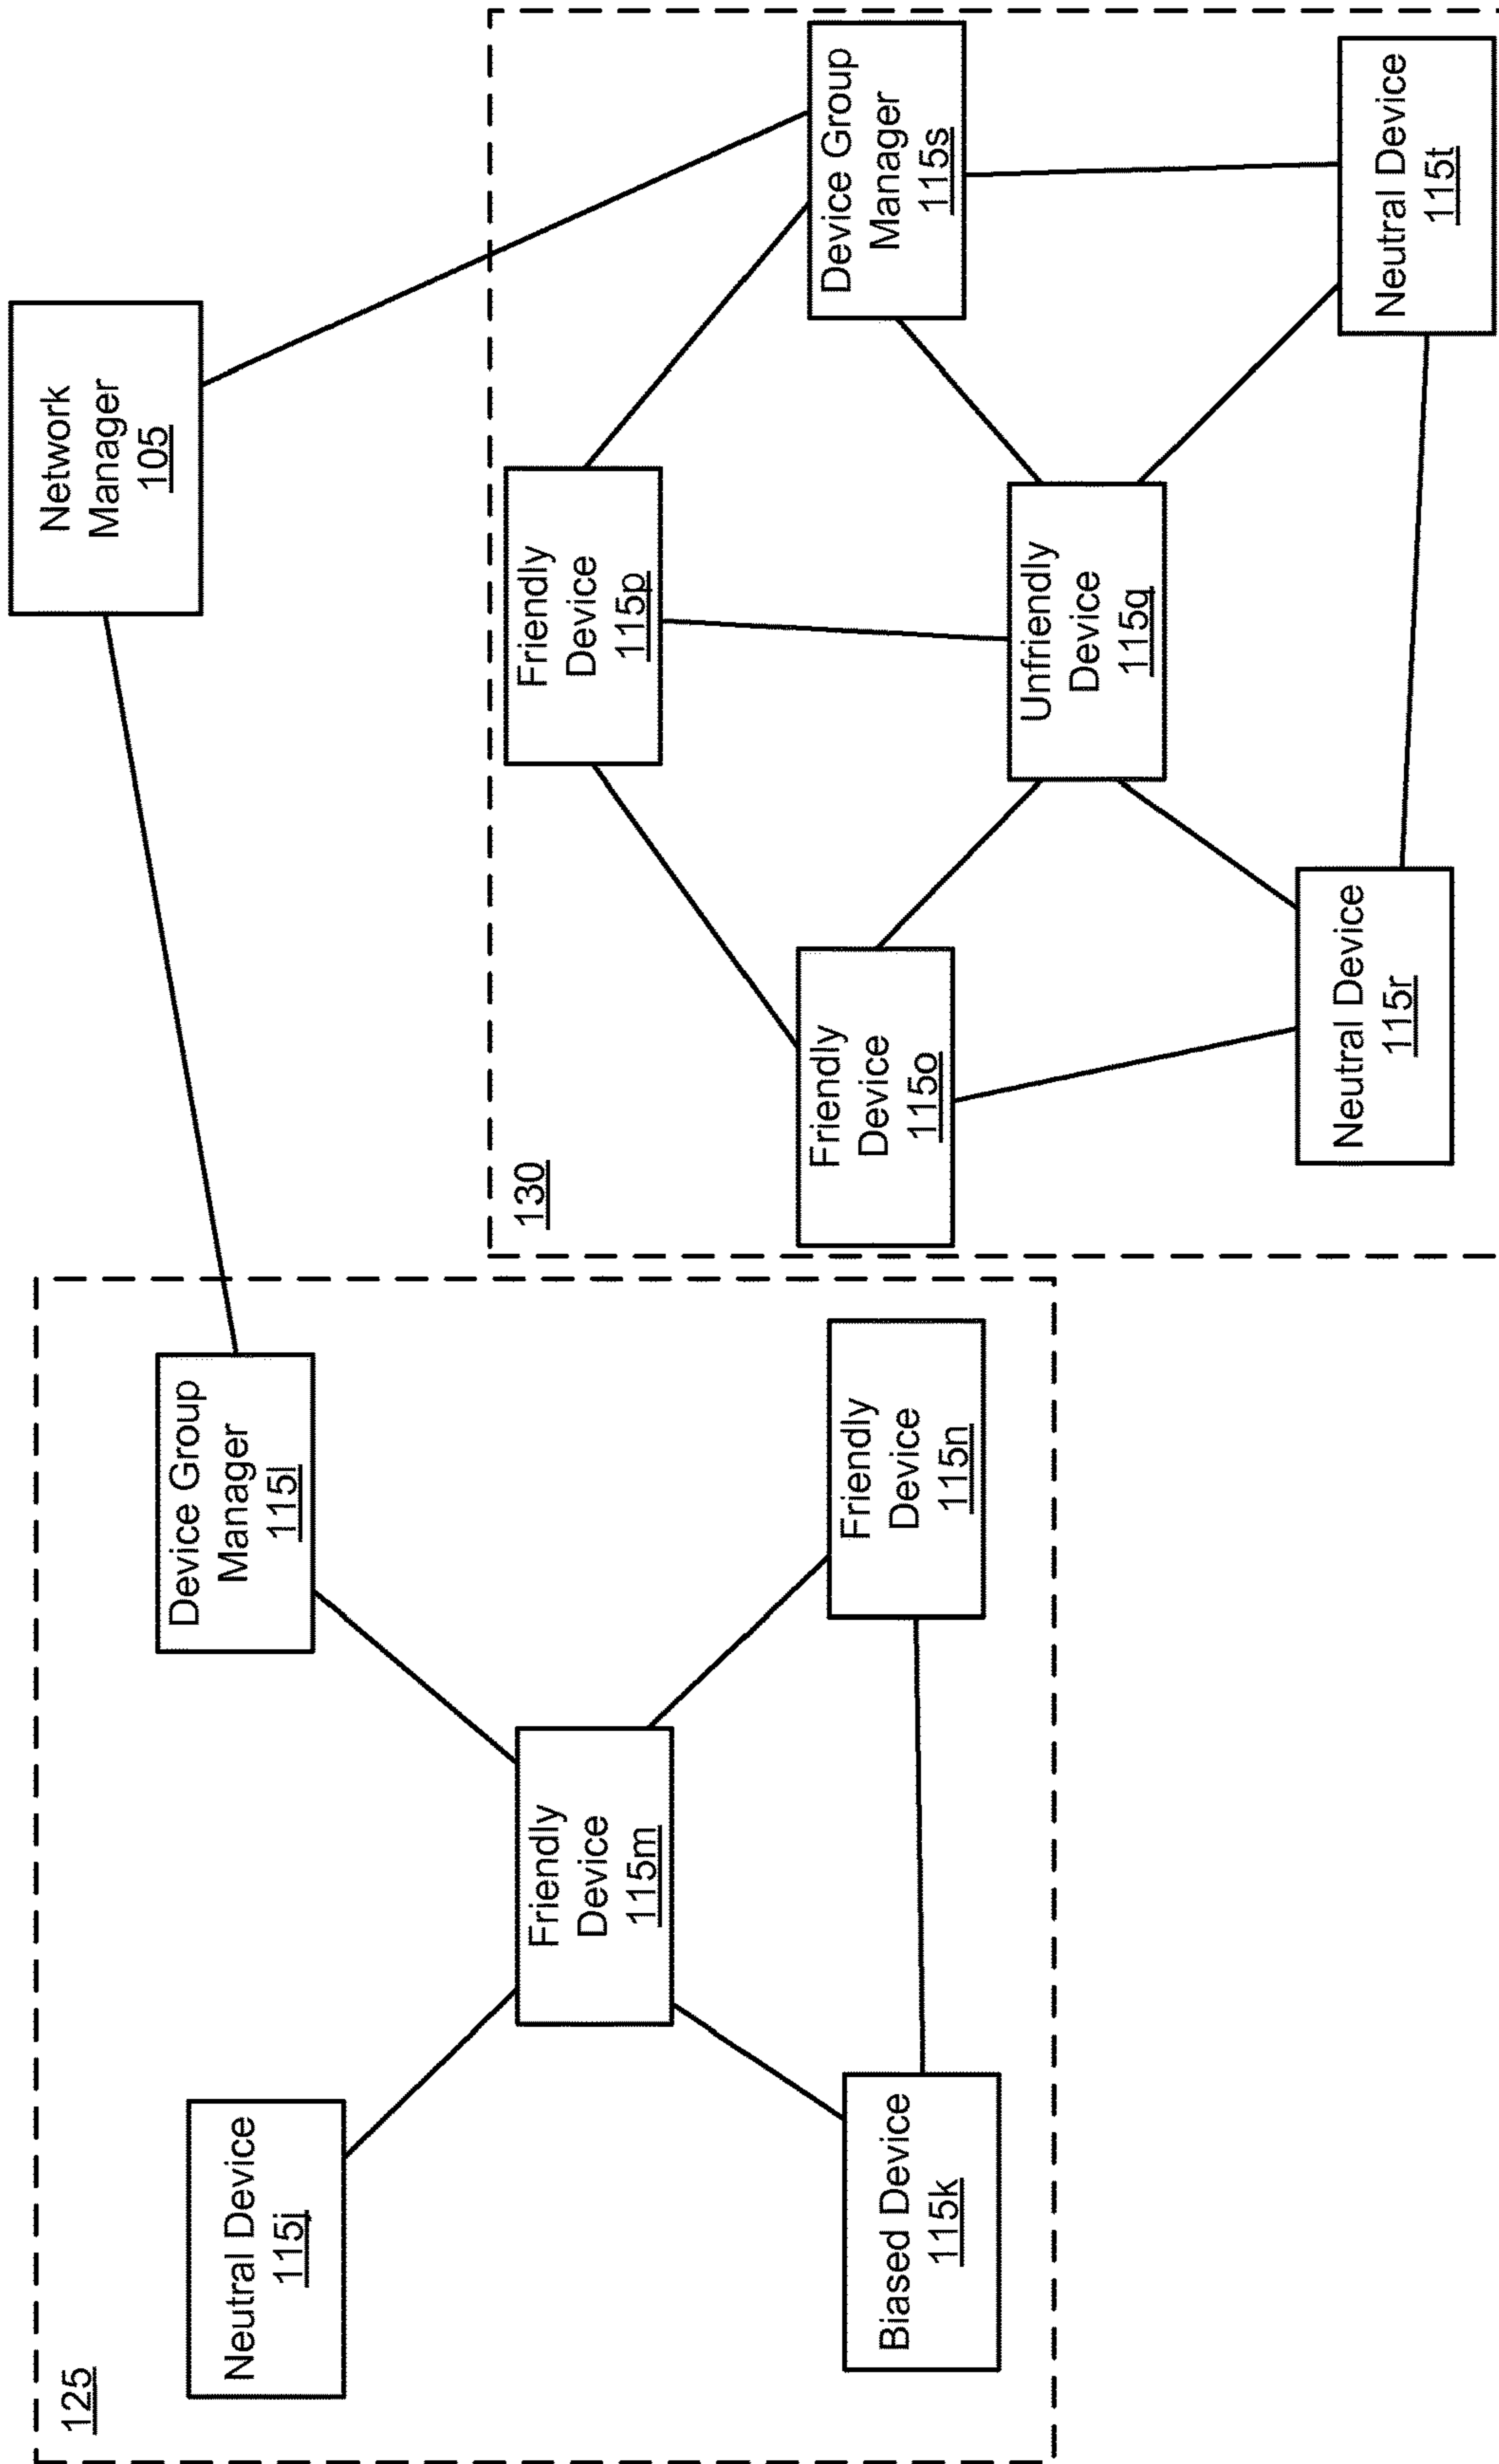 Network
Manager
105
125
Neutral Device
115j
Device Group
Manager
115l
Friendly
Device
115m
Biased Device
115k
Friendly
Device
115n
130
Friendly
Device
115p
Friendly
Device
115o
Device Group
Manager
115s
Unfriendly
Device
115q
Neutral Device
115r
Neutral Device
115t